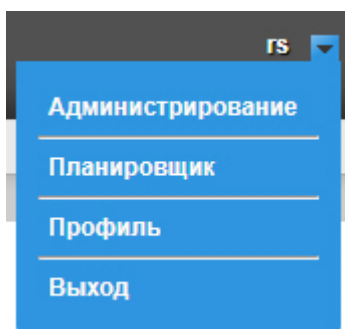 rs
Администрирование
Планировщик
Профиль
Выход